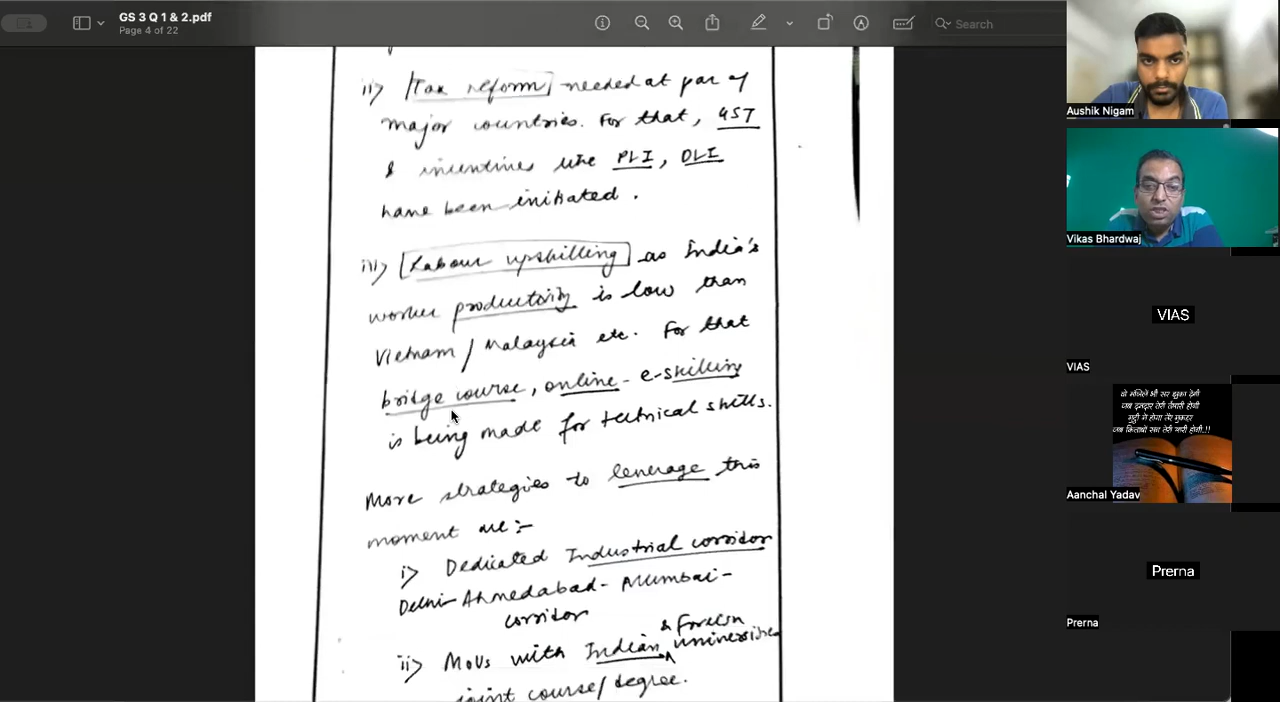 GS 3 Q 1 & 2.pdf
Page 4 of 22
Search
ii) Tax reform needed at par of
major countries. For that, GST
& incentives like PLI, DLI
have been initiated.
iii) Labour upskilling as India's
worker productivity is low than
Vietnam / Malaysia etc. For that
bridge course, online - e-skilling
is being made for technical skills.
More strategies to leverage this
moment are :-
i) Dedicated Industrial corridor
Delhi- Ahmedabad- Mumbai-
corridor
ii) MoUs with Indian & Foreign universities
joint course/ degree.
Aushik Nigam
Vikas Bhardwaj
VIAS
VIAS
जब किताबों संग तेरी यारी होगी..!!
Aanchal Yadav
Prerna
Prerna